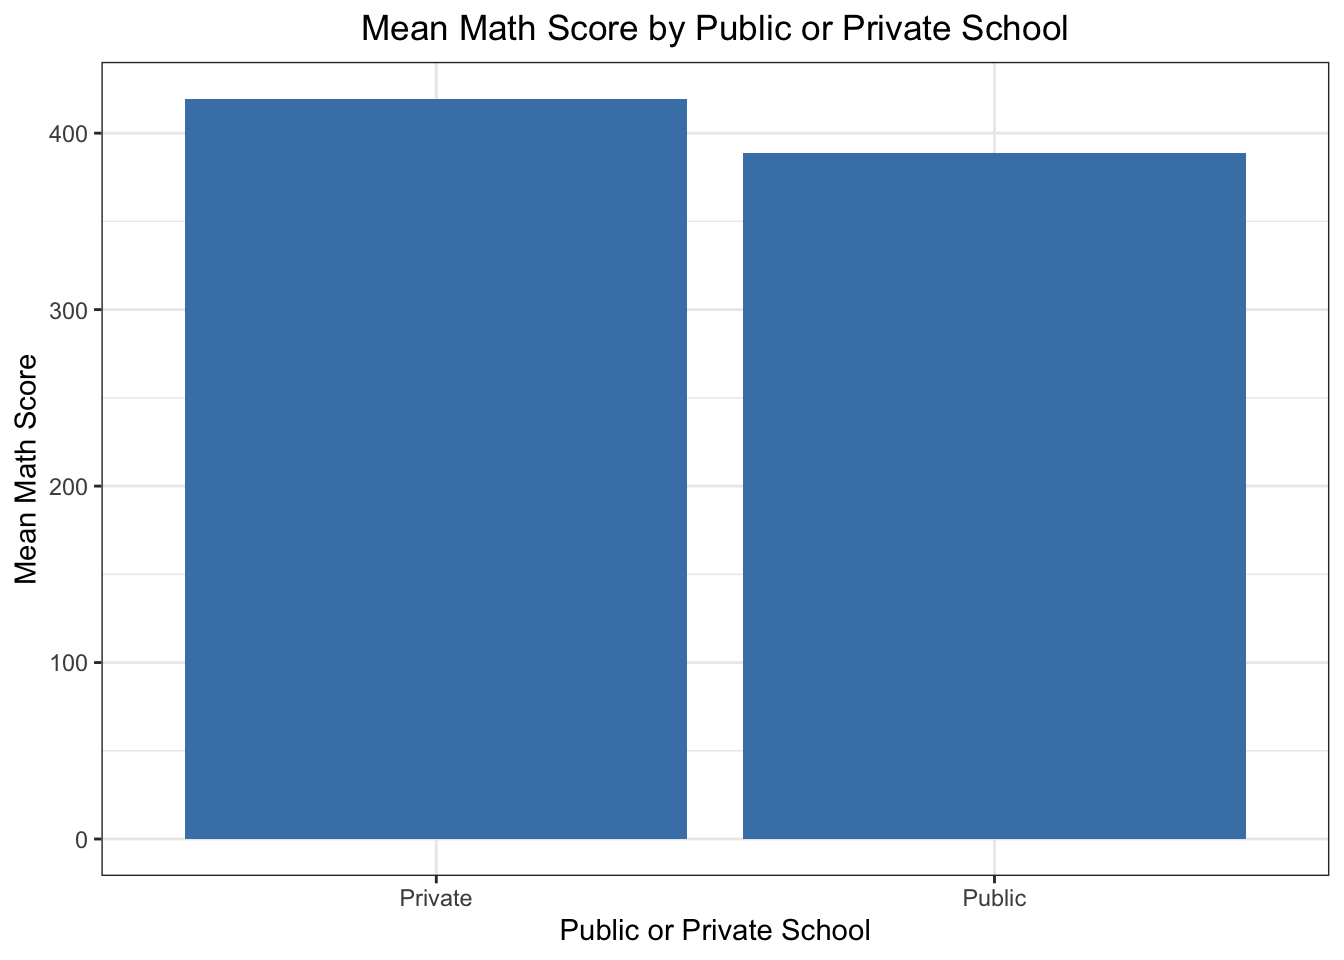 Mean Math Score by Public or Private School
Mean Math Score
400
300
200
100
0
Private
Public
Public or Private School